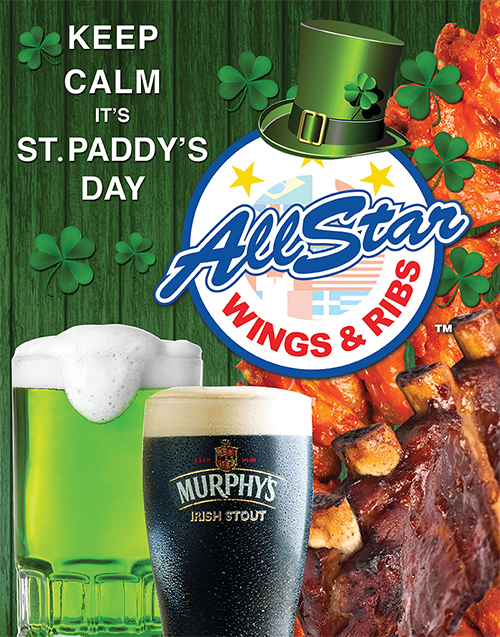 KEEP
CALM
IT'S
ST.PADDY'S
DAY
AllStar
WINGS & RIBS
TM
MURPHY'S
IRISH STOUT